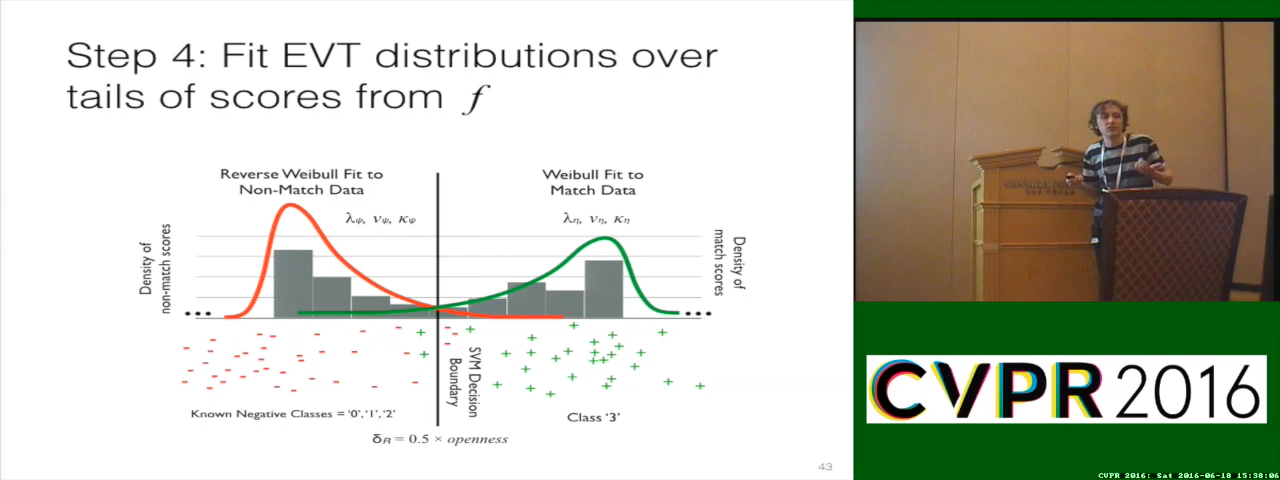 Step 4: Fit EVT distributions over
tails of scores from f
Reverse Weibull Fit to
Non-Match Data
Weibull Fit to
Match Data
λψ, νψ, κψ
λη, νη, κη
Density of
non-match scores
Density of
match scores
SVM Decision
Boundary
Known Negative Classes = '0', '1', '2'
Class '3'
δR = 0.5 × openness
43
CVPR 2016
CVPR 2016: Sat 2016-06-18 15:38:06